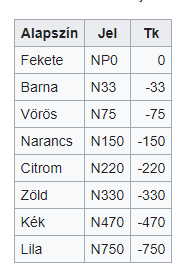 Alapszín Jel Tk
Fekete NP0 0
Barna N33 -33
Vörös N75 -75
Narancs N150 -150
Citrom N220 -220
Zöld N330 -330
Kék N470 -470
Lila N750 -750